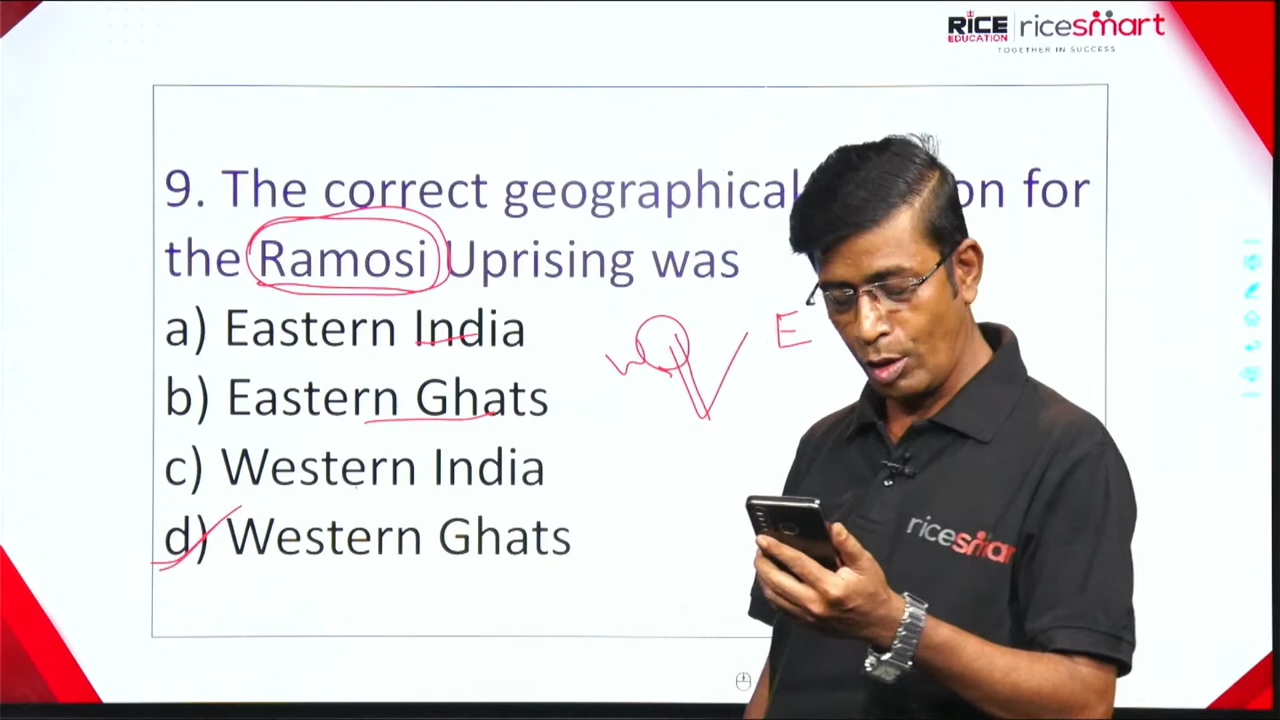 RICE
EDUCATION
ricesmart
TOGETHER IN SUCCESS
9. The correct geographical on for
the Ramosi Uprising was
a) Eastern India
E
b) Eastern Ghats
c) Western India
d) Western Ghats
ricesmar